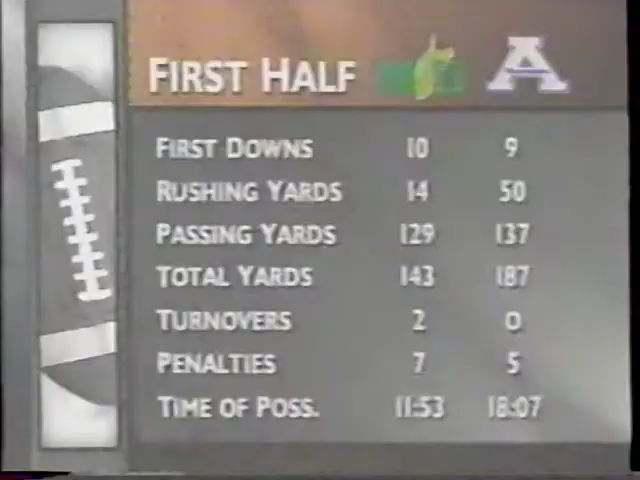 FIRST HALF A
FIRST DOWNS 10 9
RUSHING YARDS 14 50
PASSING YARDS 129 137
TOTAL YARDS 143 187
TURNOVERS 2 0
PENALTIES 7 5
TIME OF POSS. 11:53 18:07